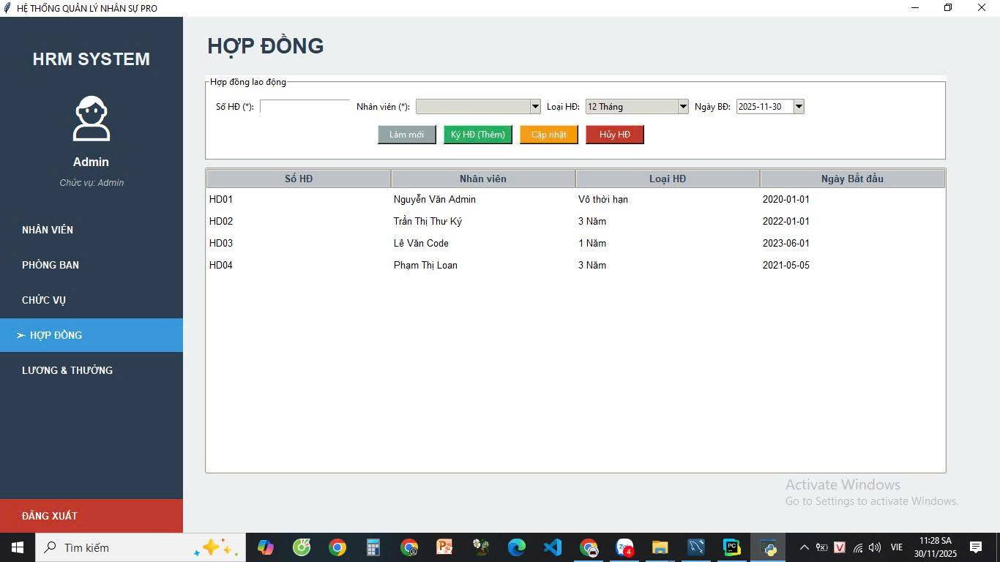 HỆ THỐNG QUẢN LÝ NHÂN SỰ PRO
HRM SYSTEM
Admin
Chức vụ: Admin
NHÂN VIÊN
PHÒNG BAN
CHỨC VỤ
➢ HỢP ĐỒNG
LƯƠNG & THƯỞNG
ĐĂNG XUẤT
HỢP ĐỒNG
Hợp đồng lao động
Số HĐ (*): Nhân viên (*): Loại HĐ: 12 Tháng Ngày BĐ: 2025-11-30
Làm mới Ký HĐ (Thêm) Cập nhật Hủy HĐ
Số HĐ Nhân viên Loại HĐ Ngày Bắt đầu
HD01 Nguyễn Văn Admin Vô thời hạn 2020-01-01
HD02 Trần Thị Thư Ký 3 Năm 2022-01-01
HD03 Lê Văn Code 1 Năm 2023-06-01
HD04 Phạm Thị Loan 3 Năm 2021-05-05
Activate Windows
Go to Settings to activate Windows.
Tìm kiếm
4
PC
V
VIE
11:28 SA
30/11/2025